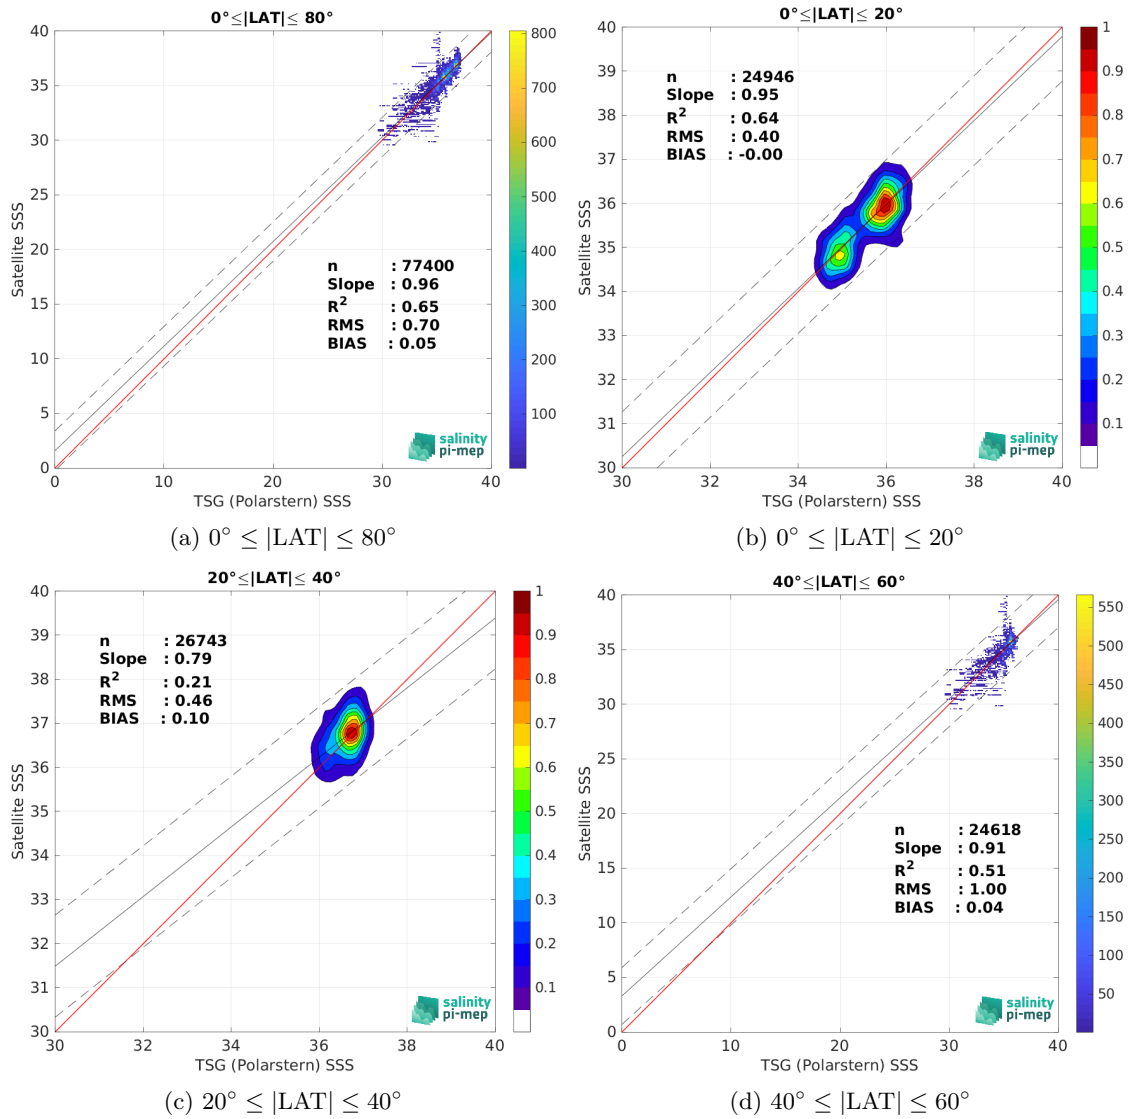 0°≤|LAT|≤ 80°
40
35
30
25
20
15
10
5
0
0
10
20
30
40
Satellite SSS
TSG (Polarstern) SSS
n : 77400
Slope : 0.96
R² : 0.65
RMS : 0.70
BIAS : 0.05
salinity
pi-mep
800
700
600
500
400
300
200
100
(a) 0° ≤ |LAT| ≤ 80°
0°≤|LAT|≤ 20°
40
39
38
37
36
35
34
33
32
31
30
30
32
34
36
38
40
Satellite SSS
TSG (Polarstern) SSS
n : 24946
Slope : 0.95
R² : 0.64
RMS : 0.40
BIAS : -0.00
salinity
pi-mep
1
0.9
0.8
0.7
0.6
0.5
0.4
0.3
0.2
0.1
(b) 0° ≤ |LAT| ≤ 20°
20°≤|LAT|≤ 40°
40
39
38
37
36
35
34
33
32
31
30
30
32
34
36
38
40
Satellite SSS
TSG (Polarstern) SSS
n : 26743
Slope : 0.79
R² : 0.21
RMS : 0.46
BIAS : 0.10
salinity
pi-mep
1
0.9
0.8
0.7
0.6
0.5
0.4
0.3
0.2
0.1
(c) 20° ≤ |LAT| ≤ 40°
40°≤|LAT|≤ 60°
40
35
30
25
20
15
10
5
0
0
10
20
30
40
Satellite SSS
TSG (Polarstern) SSS
n : 24618
Slope : 0.91
R² : 0.51
RMS : 1.00
BIAS : 0.04
salinity
pi-mep
550
500
450
400
350
300
250
200
150
100
50
(d) 40° ≤ |LAT| ≤ 60°